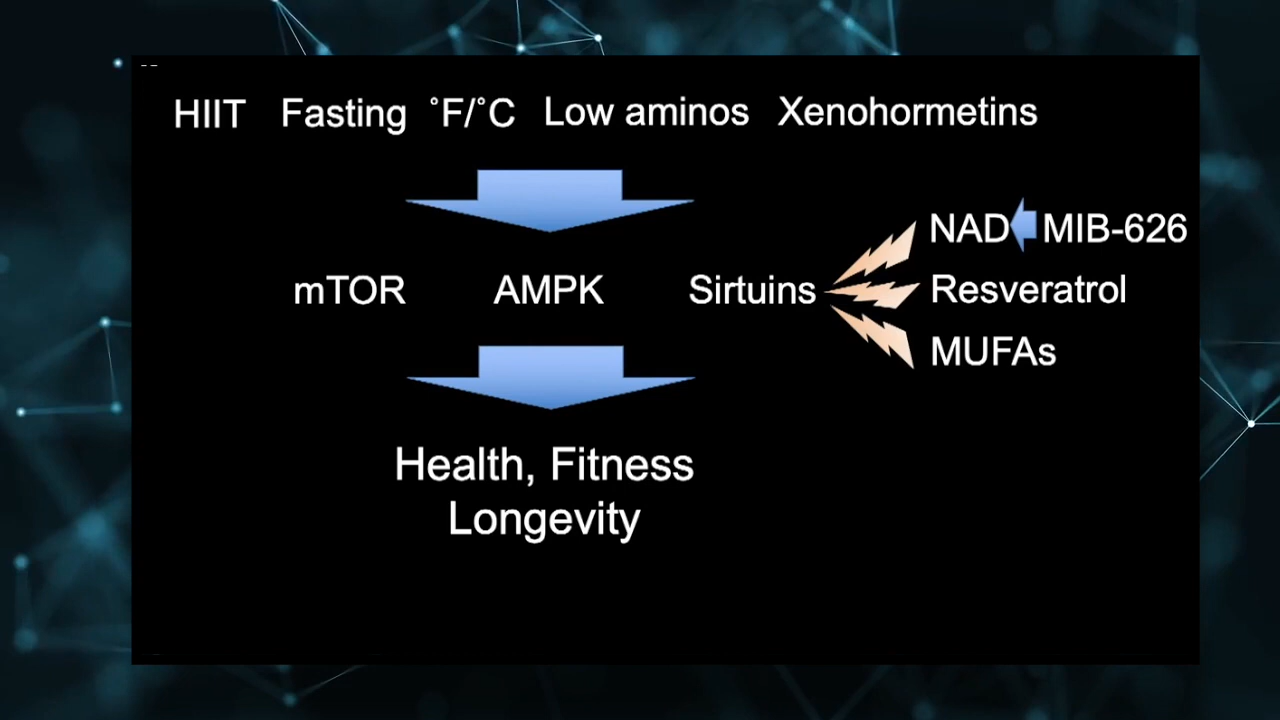 HIIT Fasting °F/°C Low aminos Xenohormetins
NAD MIB-626
mTOR AMPK Sirtuins Resveratrol
MUFAs
Health, Fitness
Longevity